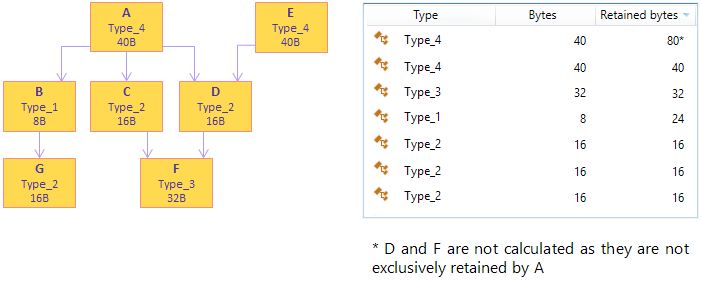 A
Type_4
40B
E
Type_4
40B
B
Type_1
8B
C
Type_2
16B
D
Type_2
16B
G
Type_2
16B
F
Type_3
32B
Type Bytes Retained bytes
Type_4 40 80*
Type_4 40 40
Type_3 32 32
Type_1 8 24
Type_2 16 16
Type_2 16 16
Type_2 16 16
* D and F are not calculated as they are not
exclusively retained by A